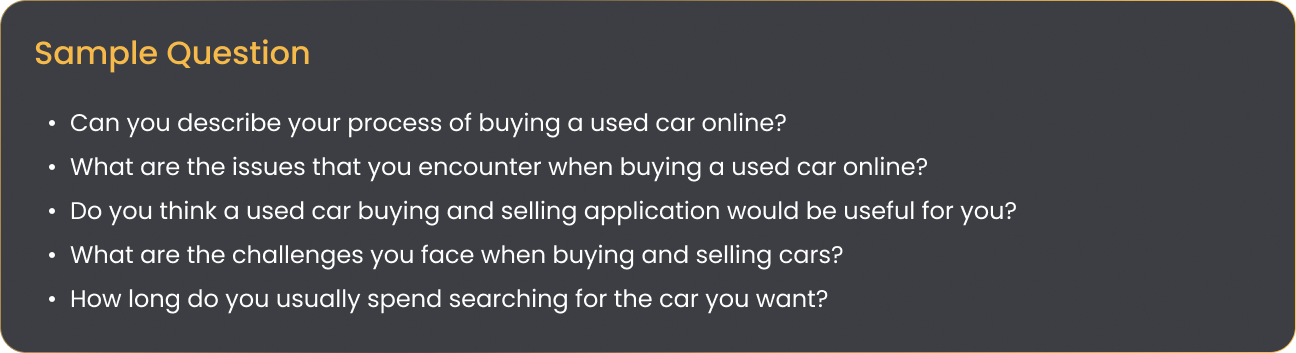 Sample Question
• Can you describe your process of buying a used car online?
• What are the issues that you encounter when buying a used car online?
• Do you think a used car buying and selling application would be useful for you?
• What are the challenges you face when buying and selling cars?
• How long do you usually spend searching for the car you want?